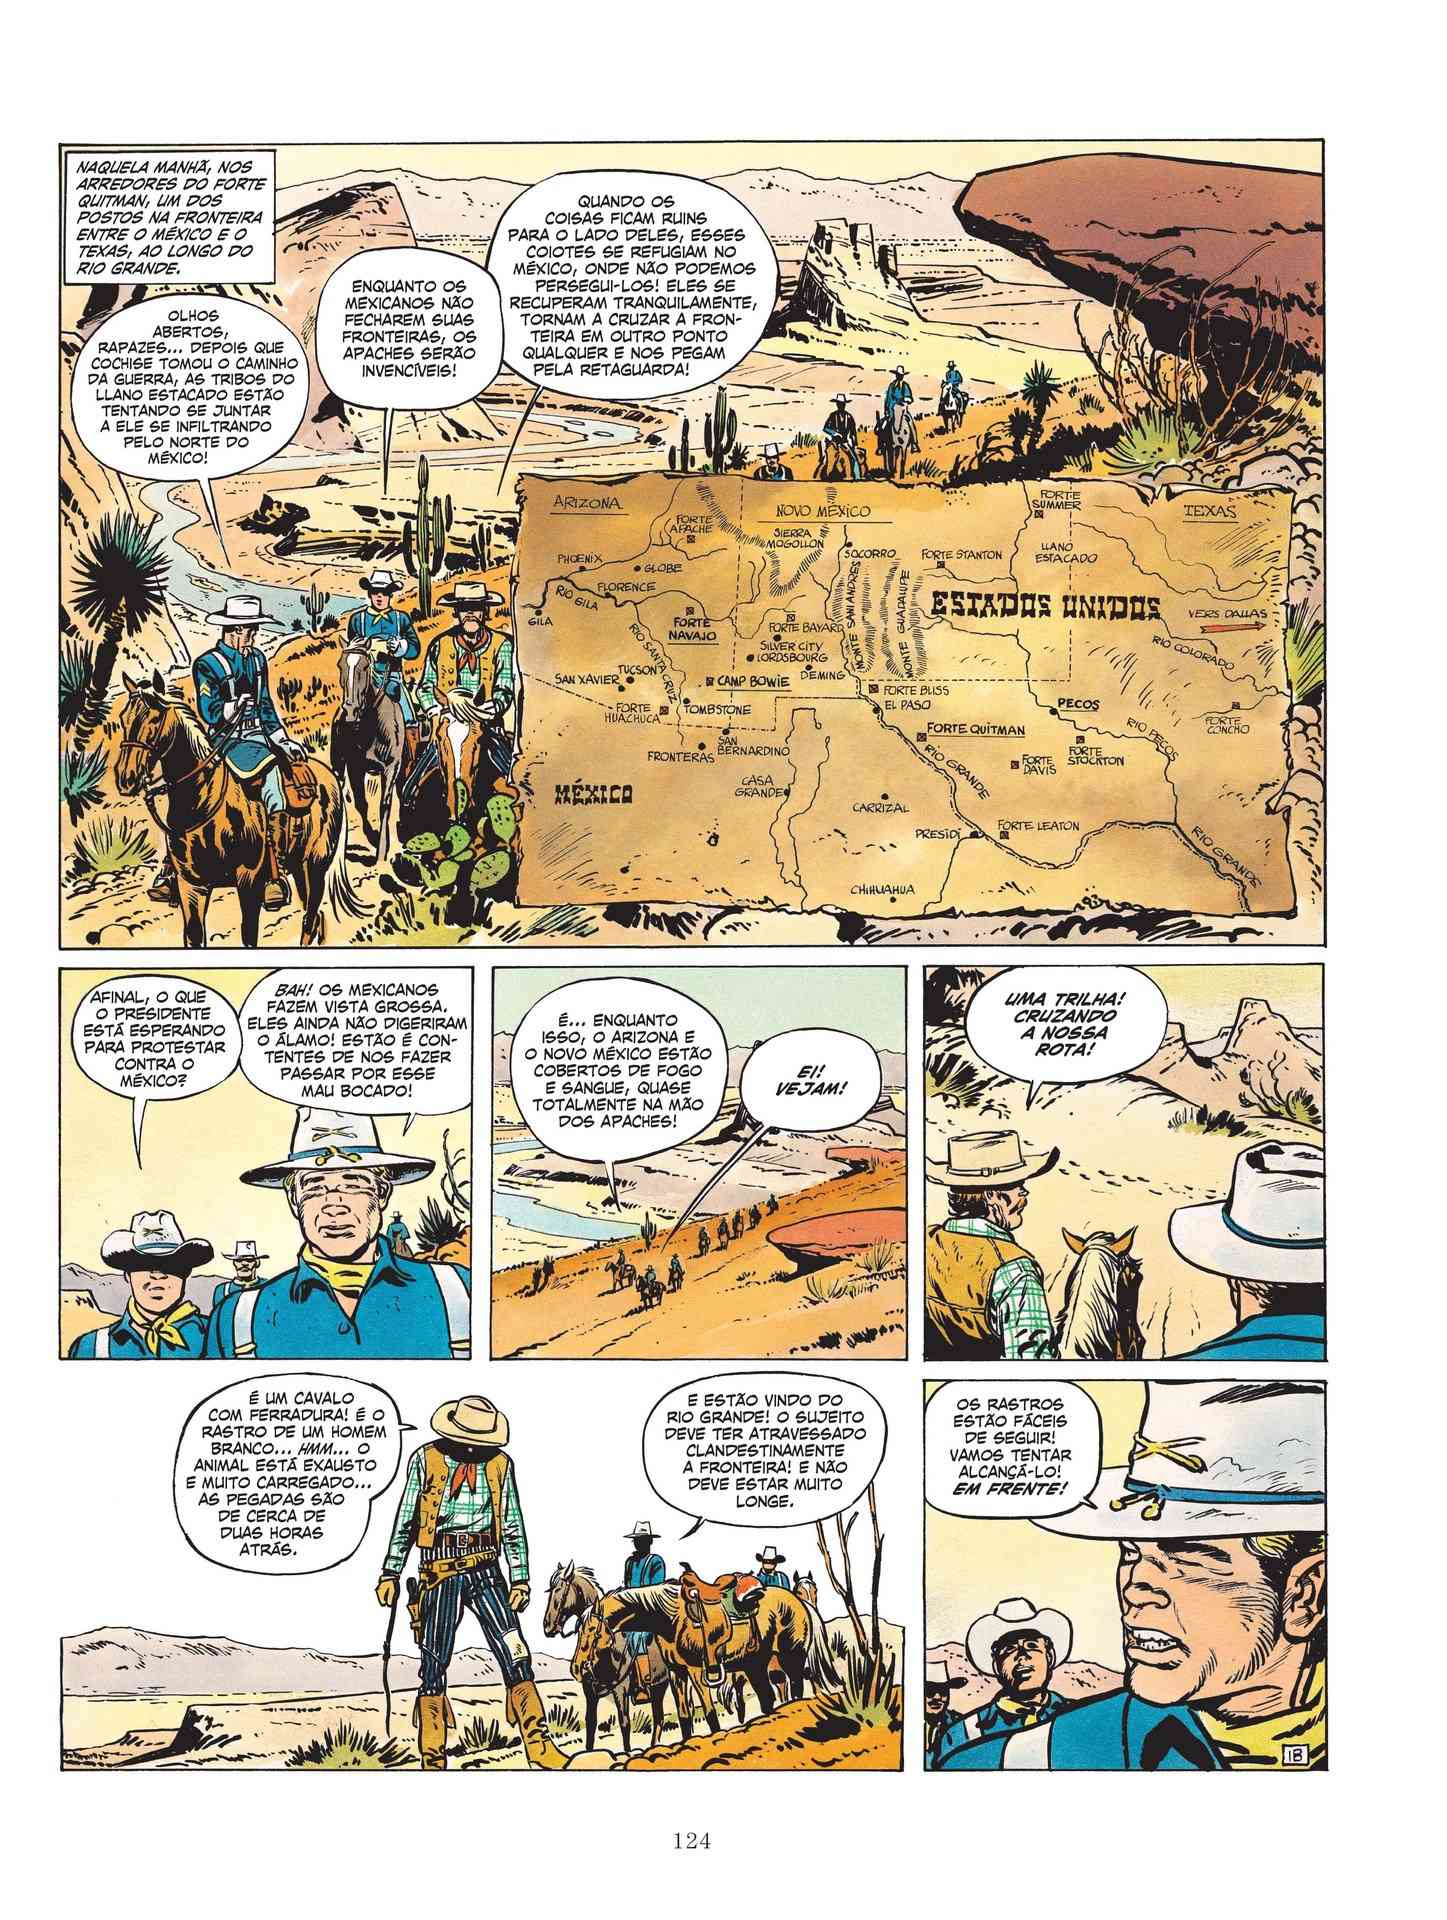 NAQUELA MANHÃ, NOS
ARREDORES DO FORTE
QUITMAN, UM DOS
POSTOS NA FRONTEIRA
ENTRE O MÉXICO E O
TEXAS, AO LONGO DO
RIO GRANDE.
OLHOS
ABERTOS,
RAPAZES... DEPOIS QUE
COCHISE TOMOU O CAMINHO
DA GUERRA, AS TRIBOS DO
LLANO ESTACADO ESTÃO
TENTANDO SE JUNTAR
A ELE SE INFILTRANDO
PELO NORTE DO
MÉXICO!
ENQUANTO OS
MEXICANOS NÃO
FECHAREM SUAS
FRONTEIRAS, OS
APACHES SERÃO
INVENCÍVEIS!
QUANDO OS
COISAS FICAM RUINS
PARA O LADO DELES, ESSES
COIOTES SE REFUGIAM NO
MÉXICO, ONDE NÃO PODEMOS
PERSEGUI-LOS! ELES SE
RECUPERAM TRANQUILAMENTE,
TORNAM A CRUZAR A FRON-
TEIRA EM OUTRO PONTO
QUALQUER E NOS PEGAM
PELA RETAGUARDA!
ARIZONA
NOVO MÉXICO
TEXAS
FORTE
APACHE
SIERRA
MOGOLLON
FORTE
SUMMER
PHOENIX
GLOBE
SOCORRO
FORTE STANTON
LLANO
ESTACADO
RIO GILA
FLORENCE
GILA
FORTE
NAVAJO
FORTE BAYARD
MONTE SAN ANDRES
MONTE GUADALUPE
ESTADOS UNIDOS
VERS DALLAS
RIO COLORADO
RIO SANTA CRUZ
SILVER CITY
LORDSBOURG
DEMING
TUCSON
SAN XAVIER
CAMP BOWIE
FORTE BLISS
EL PASO
PECOS
FORTE
HUACHUCA
TOMBSTONE
FORTE QUITMAN
RIO PECOS
FORTE
CONCHO
FRONTERAS
SAN
BERNARDINO
RIO GRANDE
FORTE
DAVIS
FORTE
STOCKTON
MÉXICO
CASA
GRANDE
CARRIZAL
PRESIDI
FORTE LEATON
RIO GRANDE
CHIHUAHUA
AFINAL, O QUE
O PRESIDENTE
ESTÁ ESPERANDO
PARA PROTESTAR
CONTRA O
MÉXICO?
BAH! OS MEXICANOS
FAZEM VISTA GROSSA.
ELES AINDA NÃO DIGERIRAM
O ÁLAMO! ESTÃO É CON-
TENTES DE NOS FAZER
PASSAR POR ESSE
MAU BOCADO!
É... ENQUANTO
ISSO, O ARIZONA E
O NOVO MÉXICO ESTÃO
COBERTOS DE FOGO
E SANGUE, QUASE
TOTALMENTE NA MÃO
DOS APACHES!
EI!
VEJAM!
UMA TRILHA!
CRUZANDO
A NOSSA
ROTA!
É UM CAVALO
COM FERRADURA! É O
RASTRO DE UM HOMEM
BRANCO... HMM... O
ANIMAL ESTÁ EXAUSTO
E MUITO CARREGADO...
AS PEGADAS SÃO
DE CERCA DE
DUAS HORAS
ATRÁS.
E ESTÃO VINDO DO
RIO GRANDE! O SUJEITO
DEVE TER ATRAVESSADO
CLANDESTINAMENTE
A FRONTEIRA! E NÃO
DEVE ESTAR MUITO
LONGE.
OS RASTROS
ESTÃO FÁCEIS
DE SEGUIR!
VAMOS TENTAR
ALCANÇÁ-LO!
EM FRENTE!
1B
124